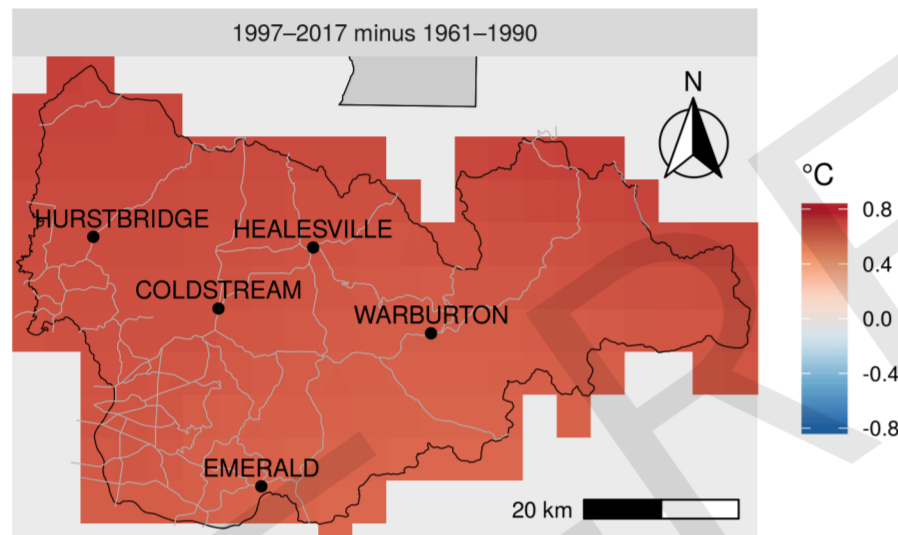 1997–2017 minus 1961–1990
N
°C
0.8
0.4
0.0
-0.4
-0.8
HURSTBRIDGE
HEALESVILLE
COLDSTREAM
WARBURTON
EMERALD
20 km